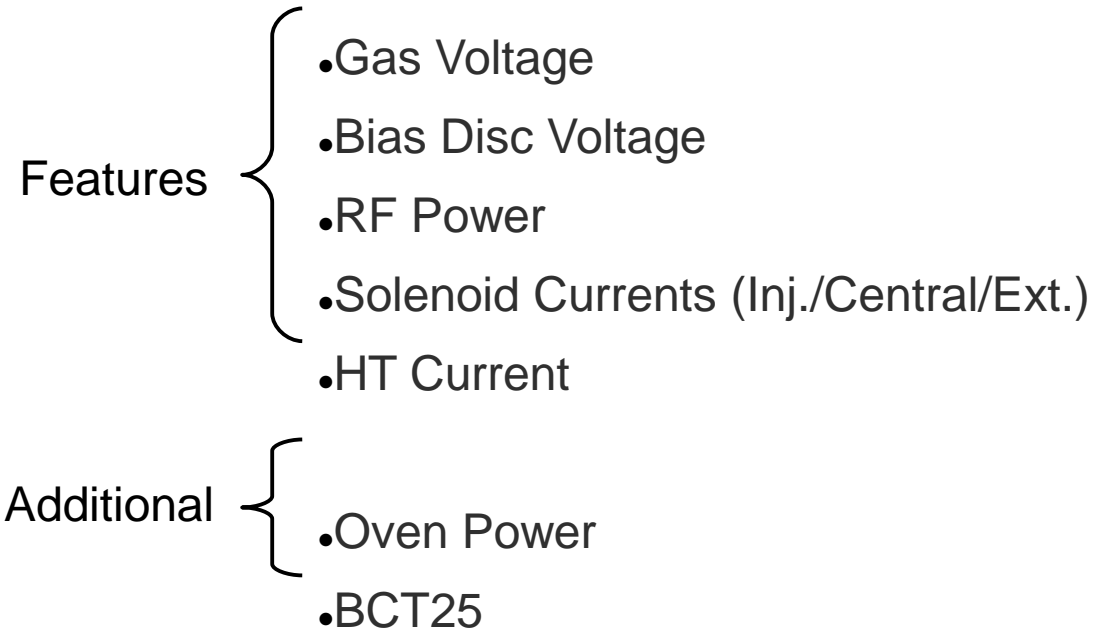 Features
•Gas Voltage
•Bias Disc Voltage
•RF Power
•Solenoid Currents (Inj./Central/Ext.)
•HT Current
Additional
•Oven Power
•BCT25